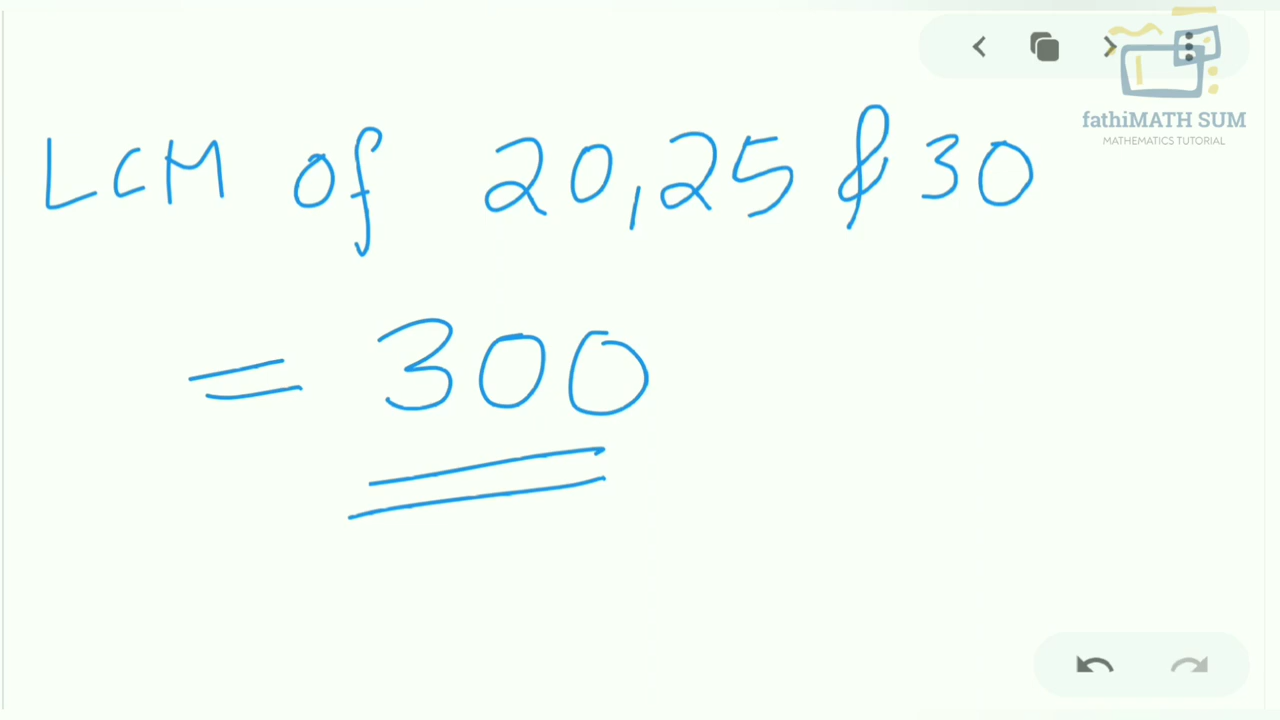 fathiMATH SUM
MATHEMATICS TUTORIAL
LCM of 20,25 & 30
= 300